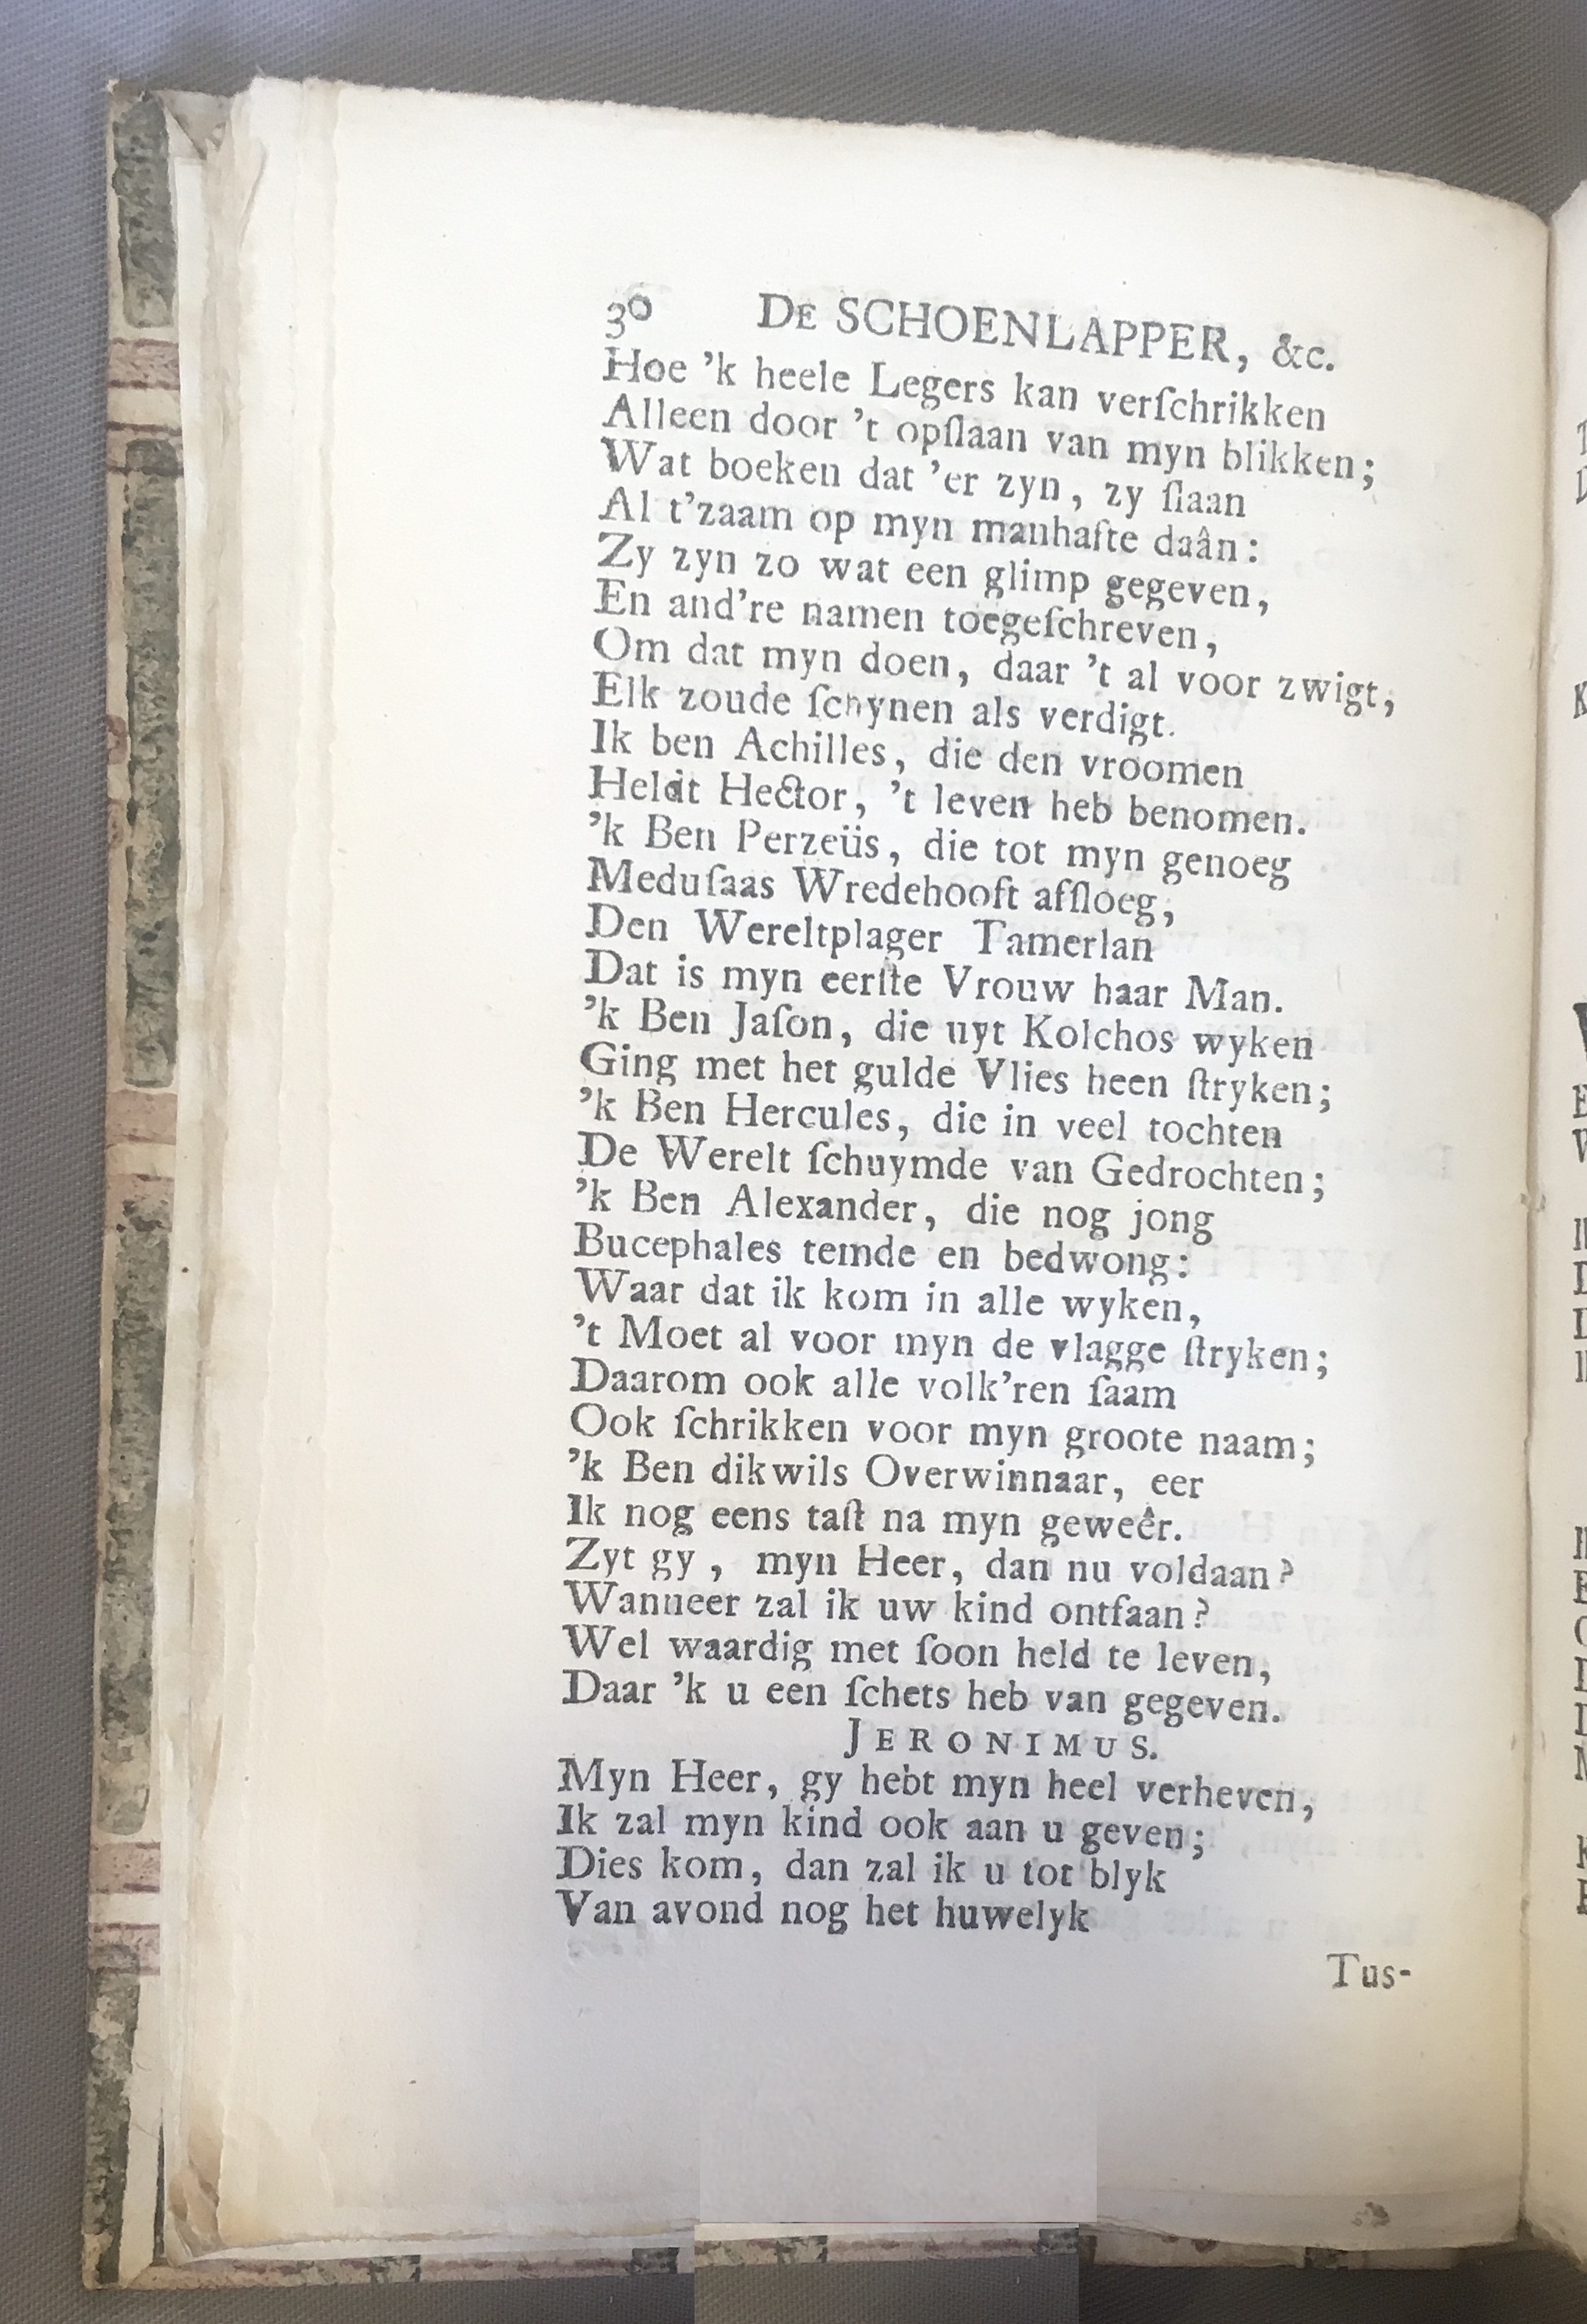 30 DE SCHOENLAPPER, &c.
Hoe 'k heele Legers kan verſchrikken
Alleen door 't opſlaan van myn blikken;
Wat boeken dat 'er zyn, zy ſlaan
Al t'zaam op myn manhafte daân:
Zy zyn zo wat een glimp gegeven,
En and're namen toegeſchreven,
Om dat myn doen, daar 't al voor zwigt,
Elk zoude ſchynen als verdigt.
Ik ben Achilles, die den vroomen
Heldt Hector, 't leven heb benomen.
'k Ben Perzeüs, die tot myn genoeg
Meduſaas Wredehooft afſloeg,
Den Wereltplager Tamerlan
Dat is myn eerſte Vrouw haar Man.
'k Ben Jaſon, die uyt Kolchos wyken
Ging met het gulde Vlies heen ſtryken;
'k Ben Hercules, die in veel tochten
De Werelt ſchuymde van Gedrochten;
'k Ben Alexander, die nog jong
Bucephales temde en bedwong:
Waar dat ik kom in alle wyken,
't Moet al voor myn de vlagge ſtryken;
Daarom ook alle volk'ren ſaam
Ook ſchrikken voor myn groote naam;
'k Ben dikwils Overwinnaar, eer
Ik nog eens taſt na myn geweêr.
Zyt gy, myn Heer, dan nu voldaan?
Wanneer zal ik uw kind ontfaan?
Wel waardig met ſoon held te leven,
Daar 'k u een ſchets heb van gegeven.
JERONIMUS.
Myn Heer, gy hebt myn heel verheven,
Ik zal myn kind ook aan u geven;
Dies kom, dan zal ik u tot blyk
Van avond nog het huwelyk
Tus-